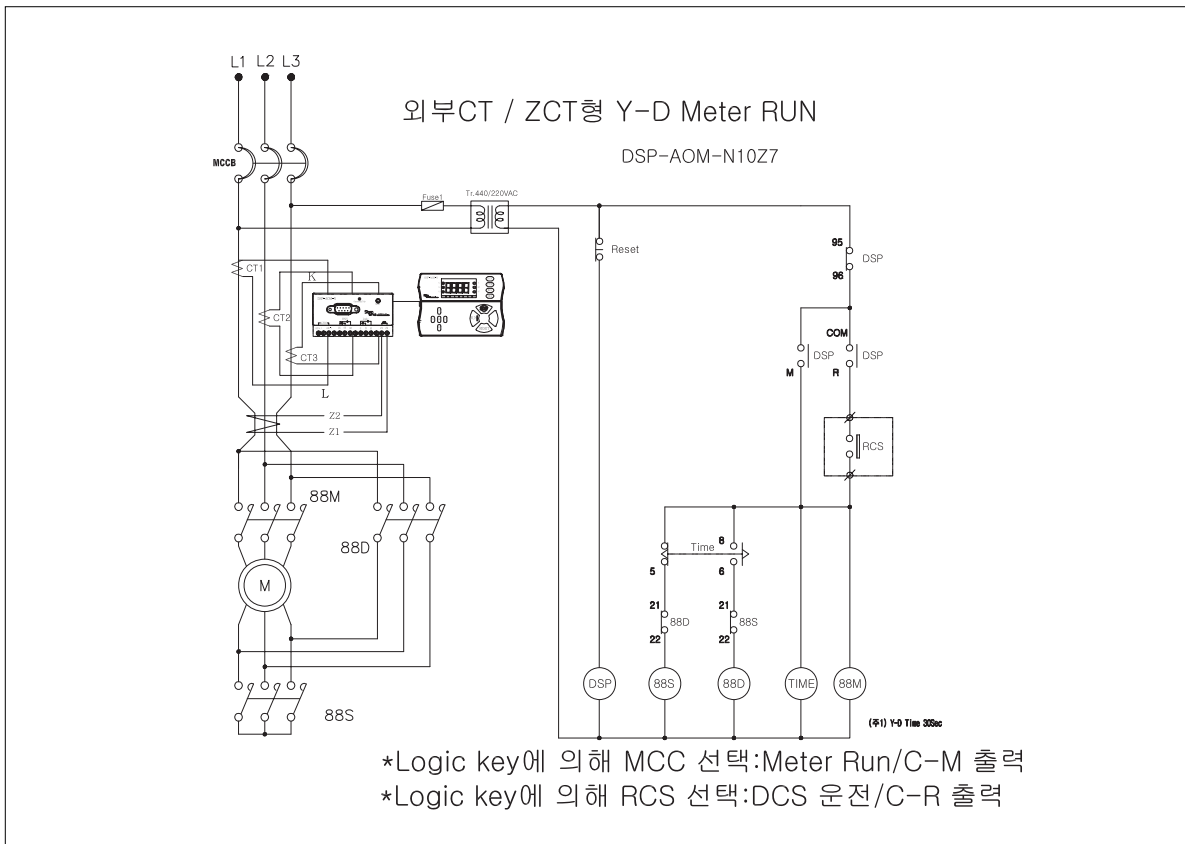 L1 L2 L3
외부CT / ZCT형 Y-D Meter RUN
DSP-AOM-N10Z7
MCCB
Fuse1
Tr.440/220VAC
Reset
95
DSP
96
CT1
K
CT2
CT3
L
Z2
Z1
COM
DSP
DSP
M
R
RCS
88M
88D
M
88S
Time
8
5
6
21
88D
22
21
88S
22
DSP
88S
88D
TIME
88M
(주1) Y-D Time 30Sec
*Logic key에 의해 MCC 선택:Meter Run/C-M 출력
*Logic key에 의해 RCS 선택:DCS 운전/C-R 출력